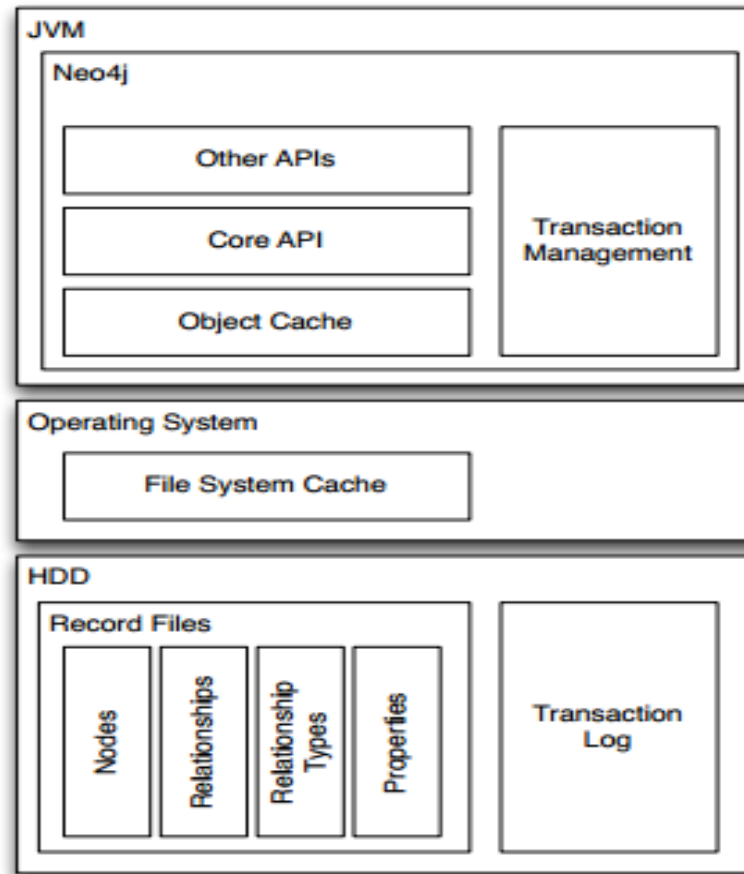 JVM
Neo4j
Other APIs
Core API
Object Cache
Transaction
Management
Operating System
File System Cache
HDD
Record Files
Nodes
Relationships
Relationship
Types
Properties
Transaction
Log